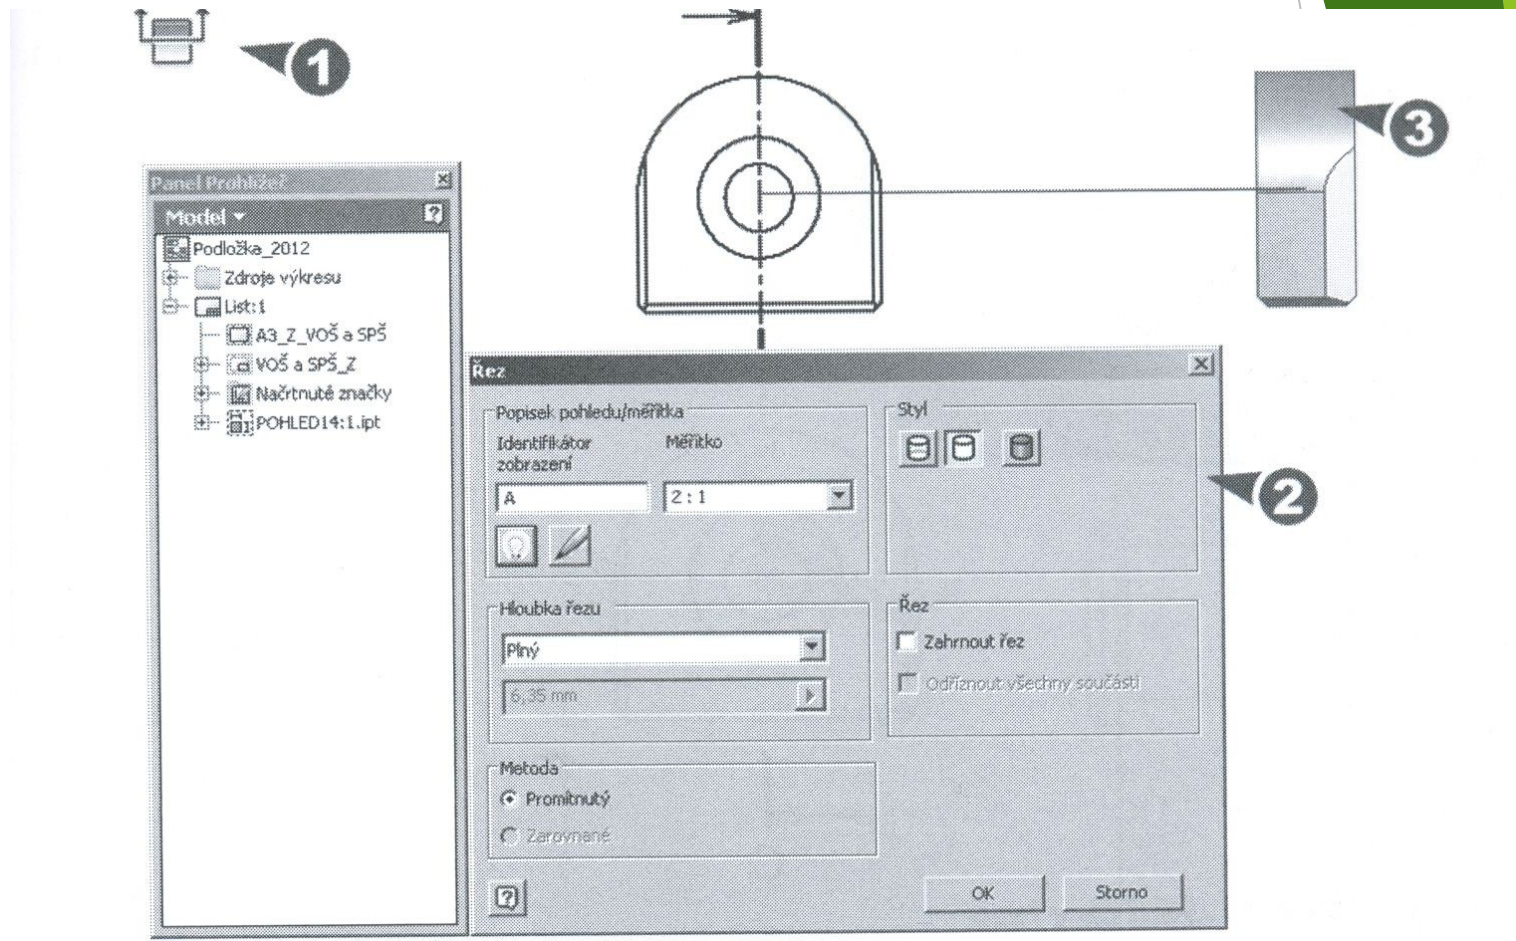 1
3
Panel Prohlížeč
Model
Podložka_2012
Zdroje výkresu
List:1
A3_Z_VOŠ a SPŠ
VOŠ a SPŠ_Z
Načrtnuté značky
POHLED14:1.ipt
Řez
Popisek pohledu/měřítka
Identifikátor
zobrazení
Měřítko
A
2 : 1
Styl
2
Hloubka řezu
Plný
6,35 mm
Řez
Zahrnout řez
Odříznout všechny součásti
Metoda
Promítnutý
Zarovnané
OK
Storno